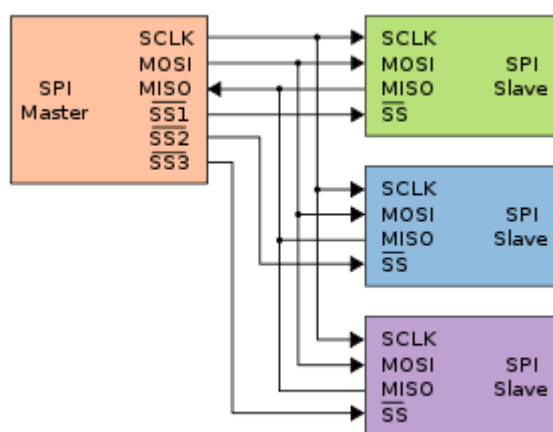 SCLK
MOSI
MISO
SS1
SS2
SS3
SPI
Master
SCLK
MOSI
MISO
SS
SPI
Slave
SCLK
MOSI
MISO
SS
SPI
Slave
SCLK
MOSI
MISO
SS
SPI
Slave